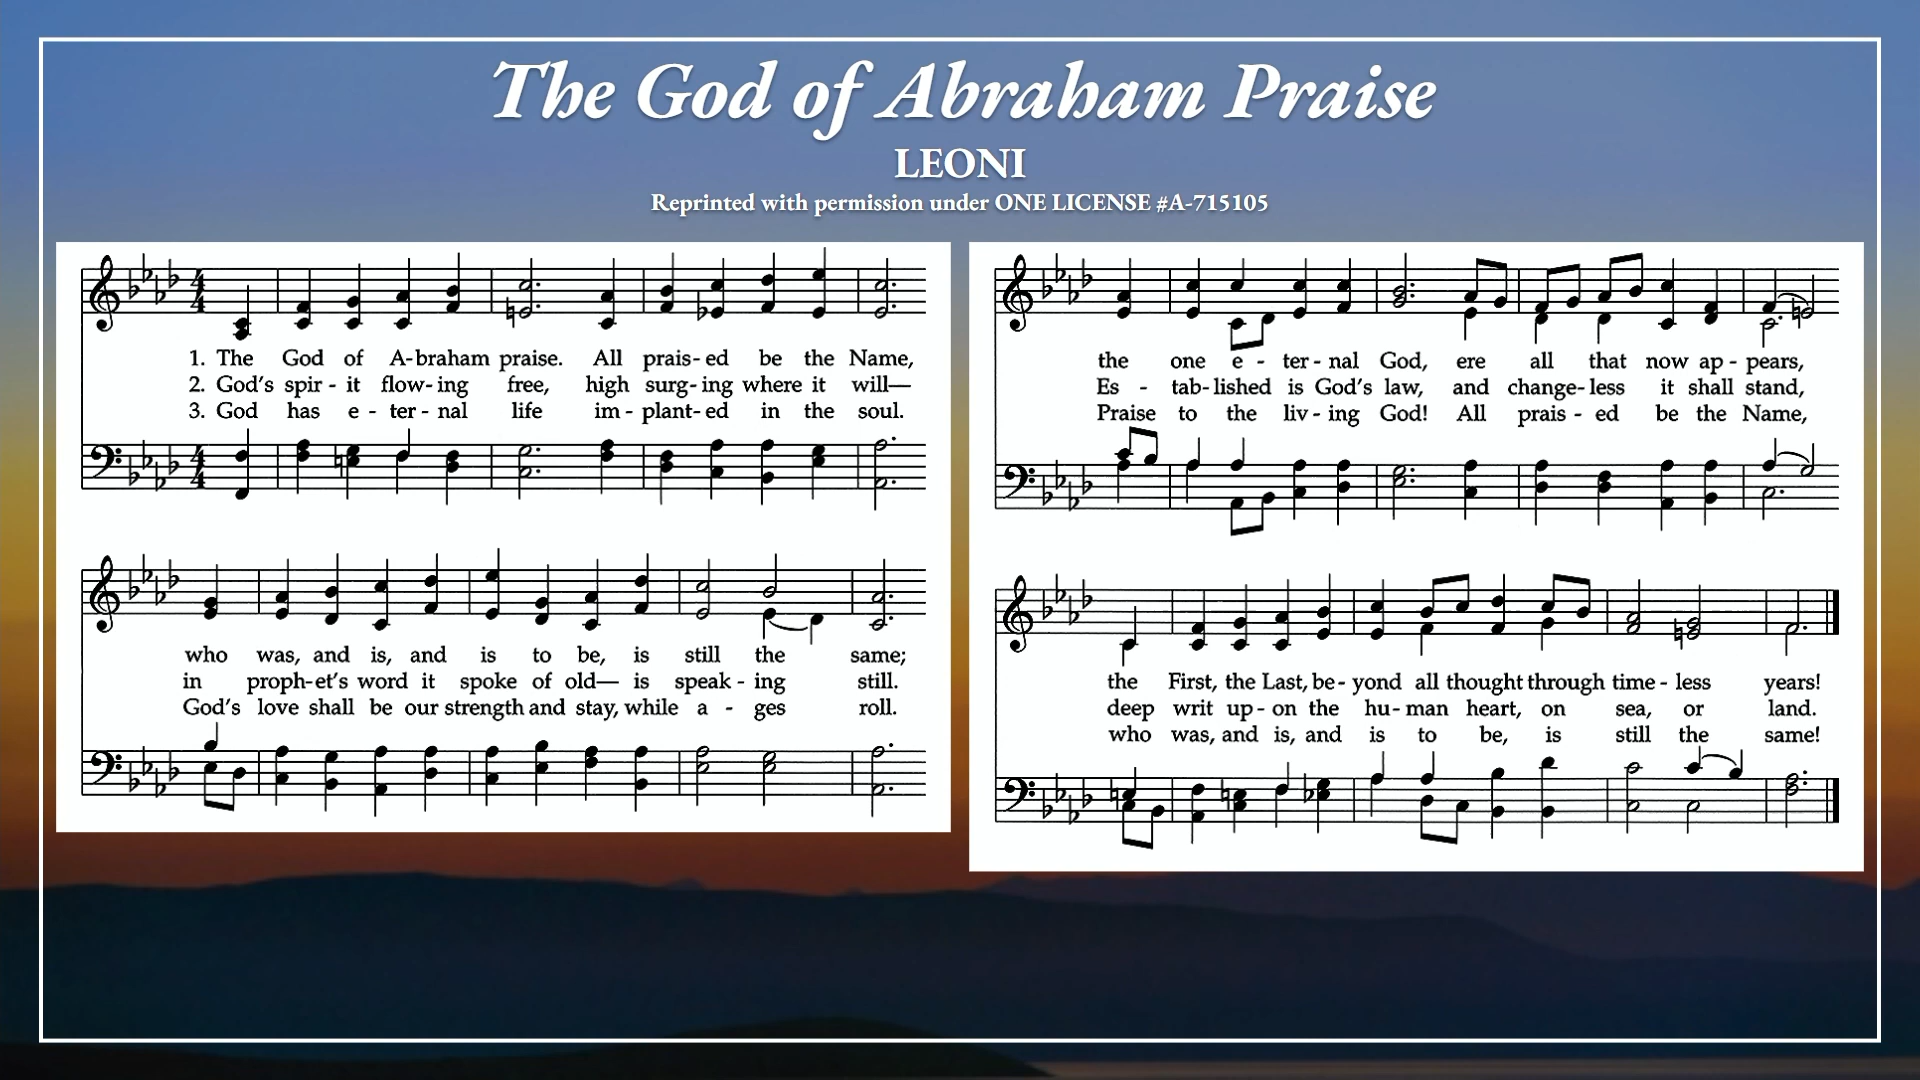 The God of Abraham Praise
LEONI
Reprinted with permission under ONE LICENSE #A-715105
1. The God of A-braham praise. All prais-ed be the Name,
2. God's spir-it flow-ing free, high surg-ing where it will—
3. God has e-ter-nal life im-plant-ed in the soul.
who was, and is, and is to be, is still the same;
in proph-et's word it spoke of old— is speak-ing still.
God's love shall be our strength and stay, while a-ges roll.
the one e-ter-nal God, ere all that now ap-pears,
Es-tab-lished is God's law, and change-less it shall stand,
Praise to the liv-ing God! All prais-ed be the Name,
the First, the Last, be-yond all thought through time-less years!
deep writ up-on the hu-man heart, on sea, or land.
who was, and is, and is to be, is still the same!